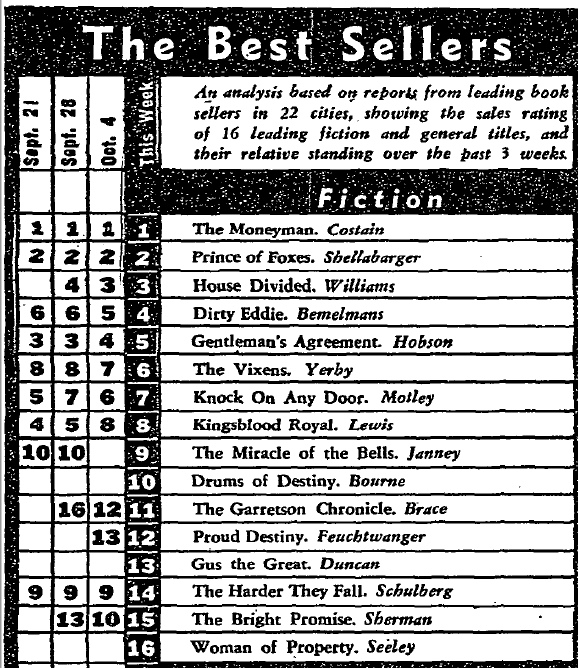 The Best Sellers
Sept. 21
Sept. 28
Oct. 4
This Week
An analysis based on reports from leading book
sellers in 22 cities, showing the sales rating
of 16 leading fiction and general titles, and
their relative standing over the past 3 weeks.
Fiction
1 1 1 1 The Moneyman. Costain
2 2 2 2 Prince of Foxes. Shellabarger
4 3 3 House Divided. Williams
6 6 5 4 Dirty Eddie. Bemelmans
3 3 4 5 Gentleman's Agreement. Hobson
8 8 7 6 The Vixens. Yerby
5 7 6 7 Knock On Any Door. Motley
4 5 8 8 Kingsblood Royal. Lewis
10 10 9 The Miracle of the Bells. Janney
10 Drums of Destiny. Bourne
16 12 11 The Garretson Chronicle. Brace
13 12 Proud Destiny. Feuchtwanger
13 Gus the Great. Duncan
9 9 9 14 The Harder They Fall. Schulberg
13 10 15 The Bright Promise. Sherman
16 Woman of Property. Seeley